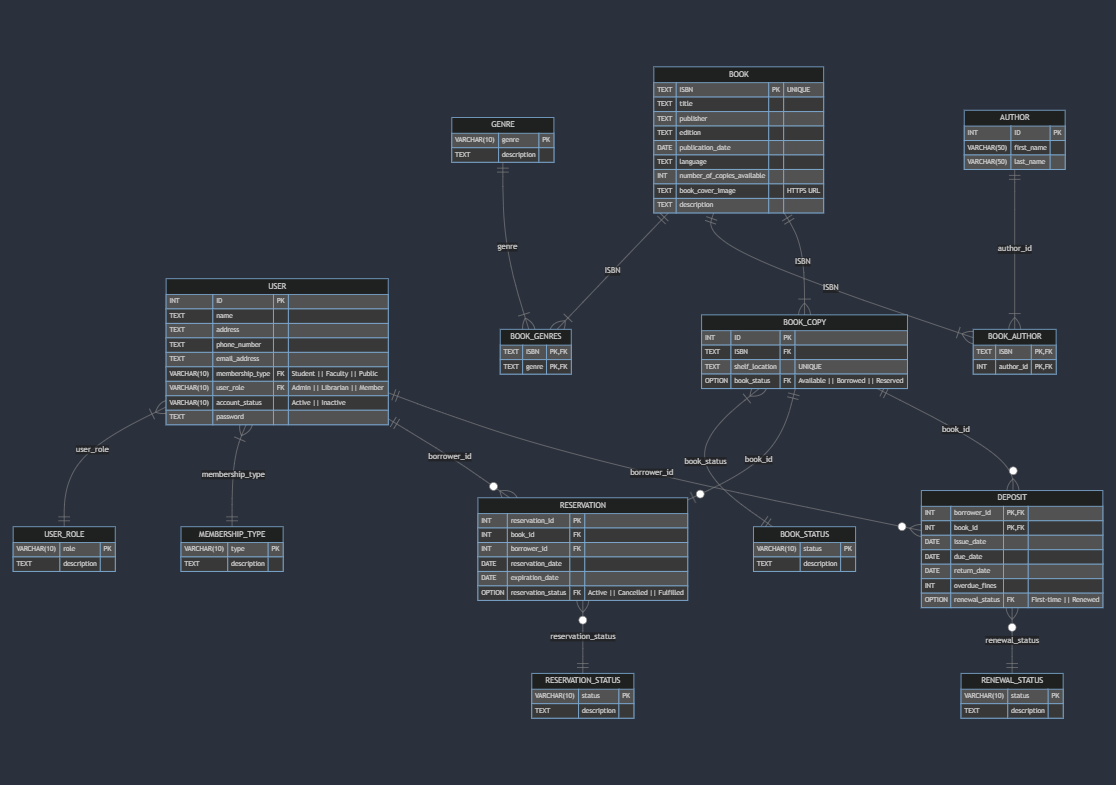 BOOK
TEXT ISBN PK UNIQUE
TEXT title
TEXT publisher
TEXT edition
DATE publication_date
TEXT language
INT number_of_copies_available
TEXT book_cover_image HTTPS URL
TEXT description
GENRE
VARCHAR(10) genre PK
TEXT description
AUTHOR
INT ID PK
VARCHAR(50) first_name
VARCHAR(50) last_name
genre
ISBN
ISBN
ISBN
author_id
USER
INT ID PK
TEXT name
TEXT address
TEXT phone_number
TEXT email_address
VARCHAR(10) membership_type FK Student || Faculty || Public
VARCHAR(10) user_role FK Admin || Librarian || Member
VARCHAR(10) account_status Active || Inactive
TEXT password
BOOK_GENRES
TEXT ISBN PK,FK
TEXT genre PK,FK
BOOK_COPY
INT ID PK
TEXT ISBN FK
TEXT shelf_location UNIQUE
OPTION book_status FK Available || Borrowed || Reserved
BOOK_AUTHOR
TEXT ISBN PK,FK
INT author_id PK,FK
user_role
membership_type
borrower_id
borrower_id
book_status
book_id
book_id
USER_ROLE
VARCHAR(10) role PK
TEXT description
MEMBERSHIP_TYPE
VARCHAR(10) type PK
TEXT description
RESERVATION
INT reservation_id PK
INT book_id FK
INT borrower_id FK
DATE reservation_date
DATE expiration_date
OPTION reservation_status FK Active || Cancelled || Fulfilled
BOOK_STATUS
VARCHAR(10) status PK
TEXT description
DEPOSIT
INT borrower_id PK,FK
INT book_id PK,FK
DATE issue_date
DATE due_date
DATE return_date
INT overdue_fines
OPTION renewal_status FK First-time || Renewed
reservation_status
renewal_status
RESERVATION_STATUS
VARCHAR(10) status PK
TEXT description
RENEWAL_STATUS
VARCHAR(10) status PK
TEXT description